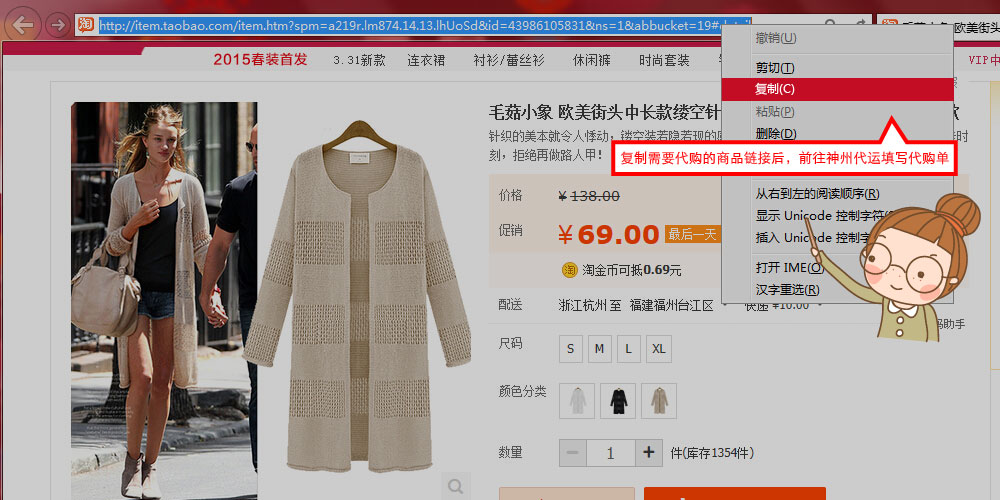 http://item.taobao.com/item.htm?spm=a219r.lm874.14.13.lhUoSd&id=43986105831&ns=1&abbucket=19#detail
欧美街头
撤销(U)
2015春装首发 3.31新款 连衣裙 衬衫/蕾丝衫 休闲裤 时尚套装 VIP中
剪切(T)
复制(C)
粘贴(P)
删除(D)
毛菇小象 欧美街头中长款缕空针 款
针织的美本就令人悸动，镂空装若隐若现的
刻，拒绝再做路人甲！
复制需要代购的商品链接后，前往神州代运填写代购单
价格 ¥ 138.00
从右到左的阅读顺序(R)
显示 Unicode 控制字符
插入 Unicode 控制字
促销 ¥ 69.00 最后一天
淘 淘金币可抵0.69元
打开 IME(O)
汉字重选(R)
配送 浙江杭州 至 福建福州台江区 快递 ¥10.00
助手
尺码 S M L XL
颜色分类
数量 − 1 + 件(库存1354件)